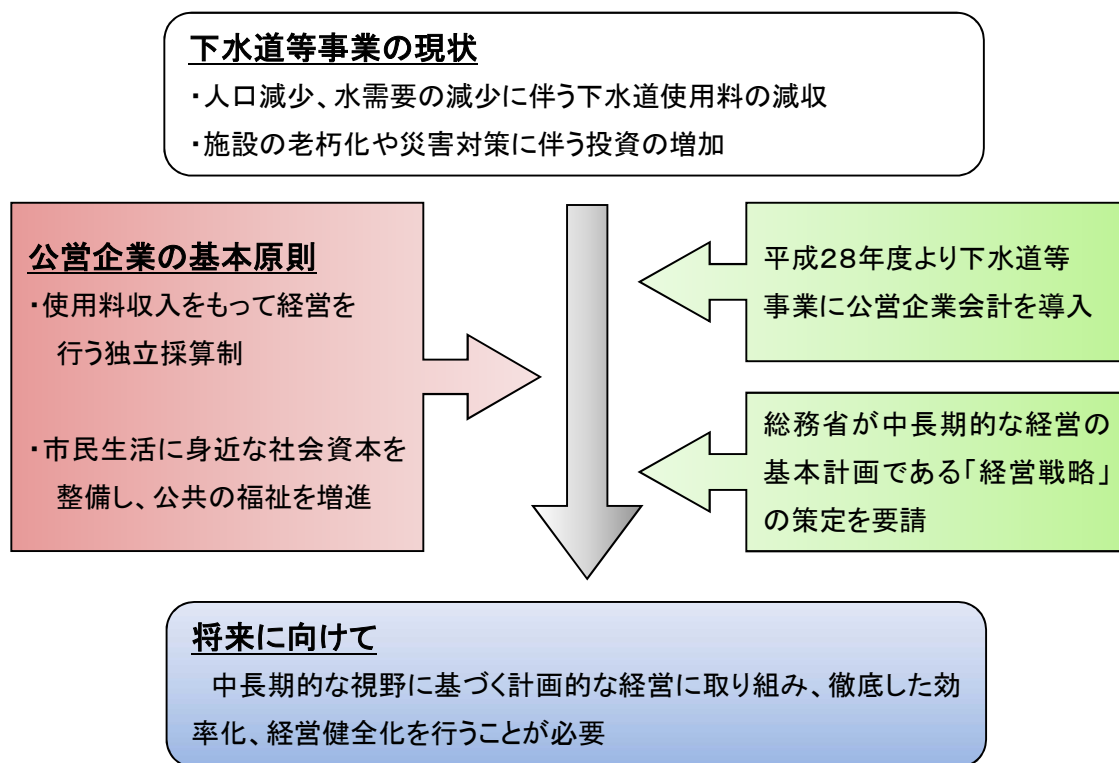 下水道等事業の現状
・人口減少、水需要の減少に伴う下水道使用料の減収
・施設の老朽化や災害対策に伴う投資の増加
公営企業の基本原則
・使用料収入をもって経営を
行う独立採算制
・市民生活に身近な社会資本を
整備し、公共の福祉を増進
平成28年度より下水道等
事業に公営企業会計を導入
総務省が中長期的な経営の
基本計画である「経営戦略」
の策定を要請
将来に向けて
中長期的な視野に基づく計画的な経営に取り組み、徹底した効
率化、経営健全化を行うことが必要